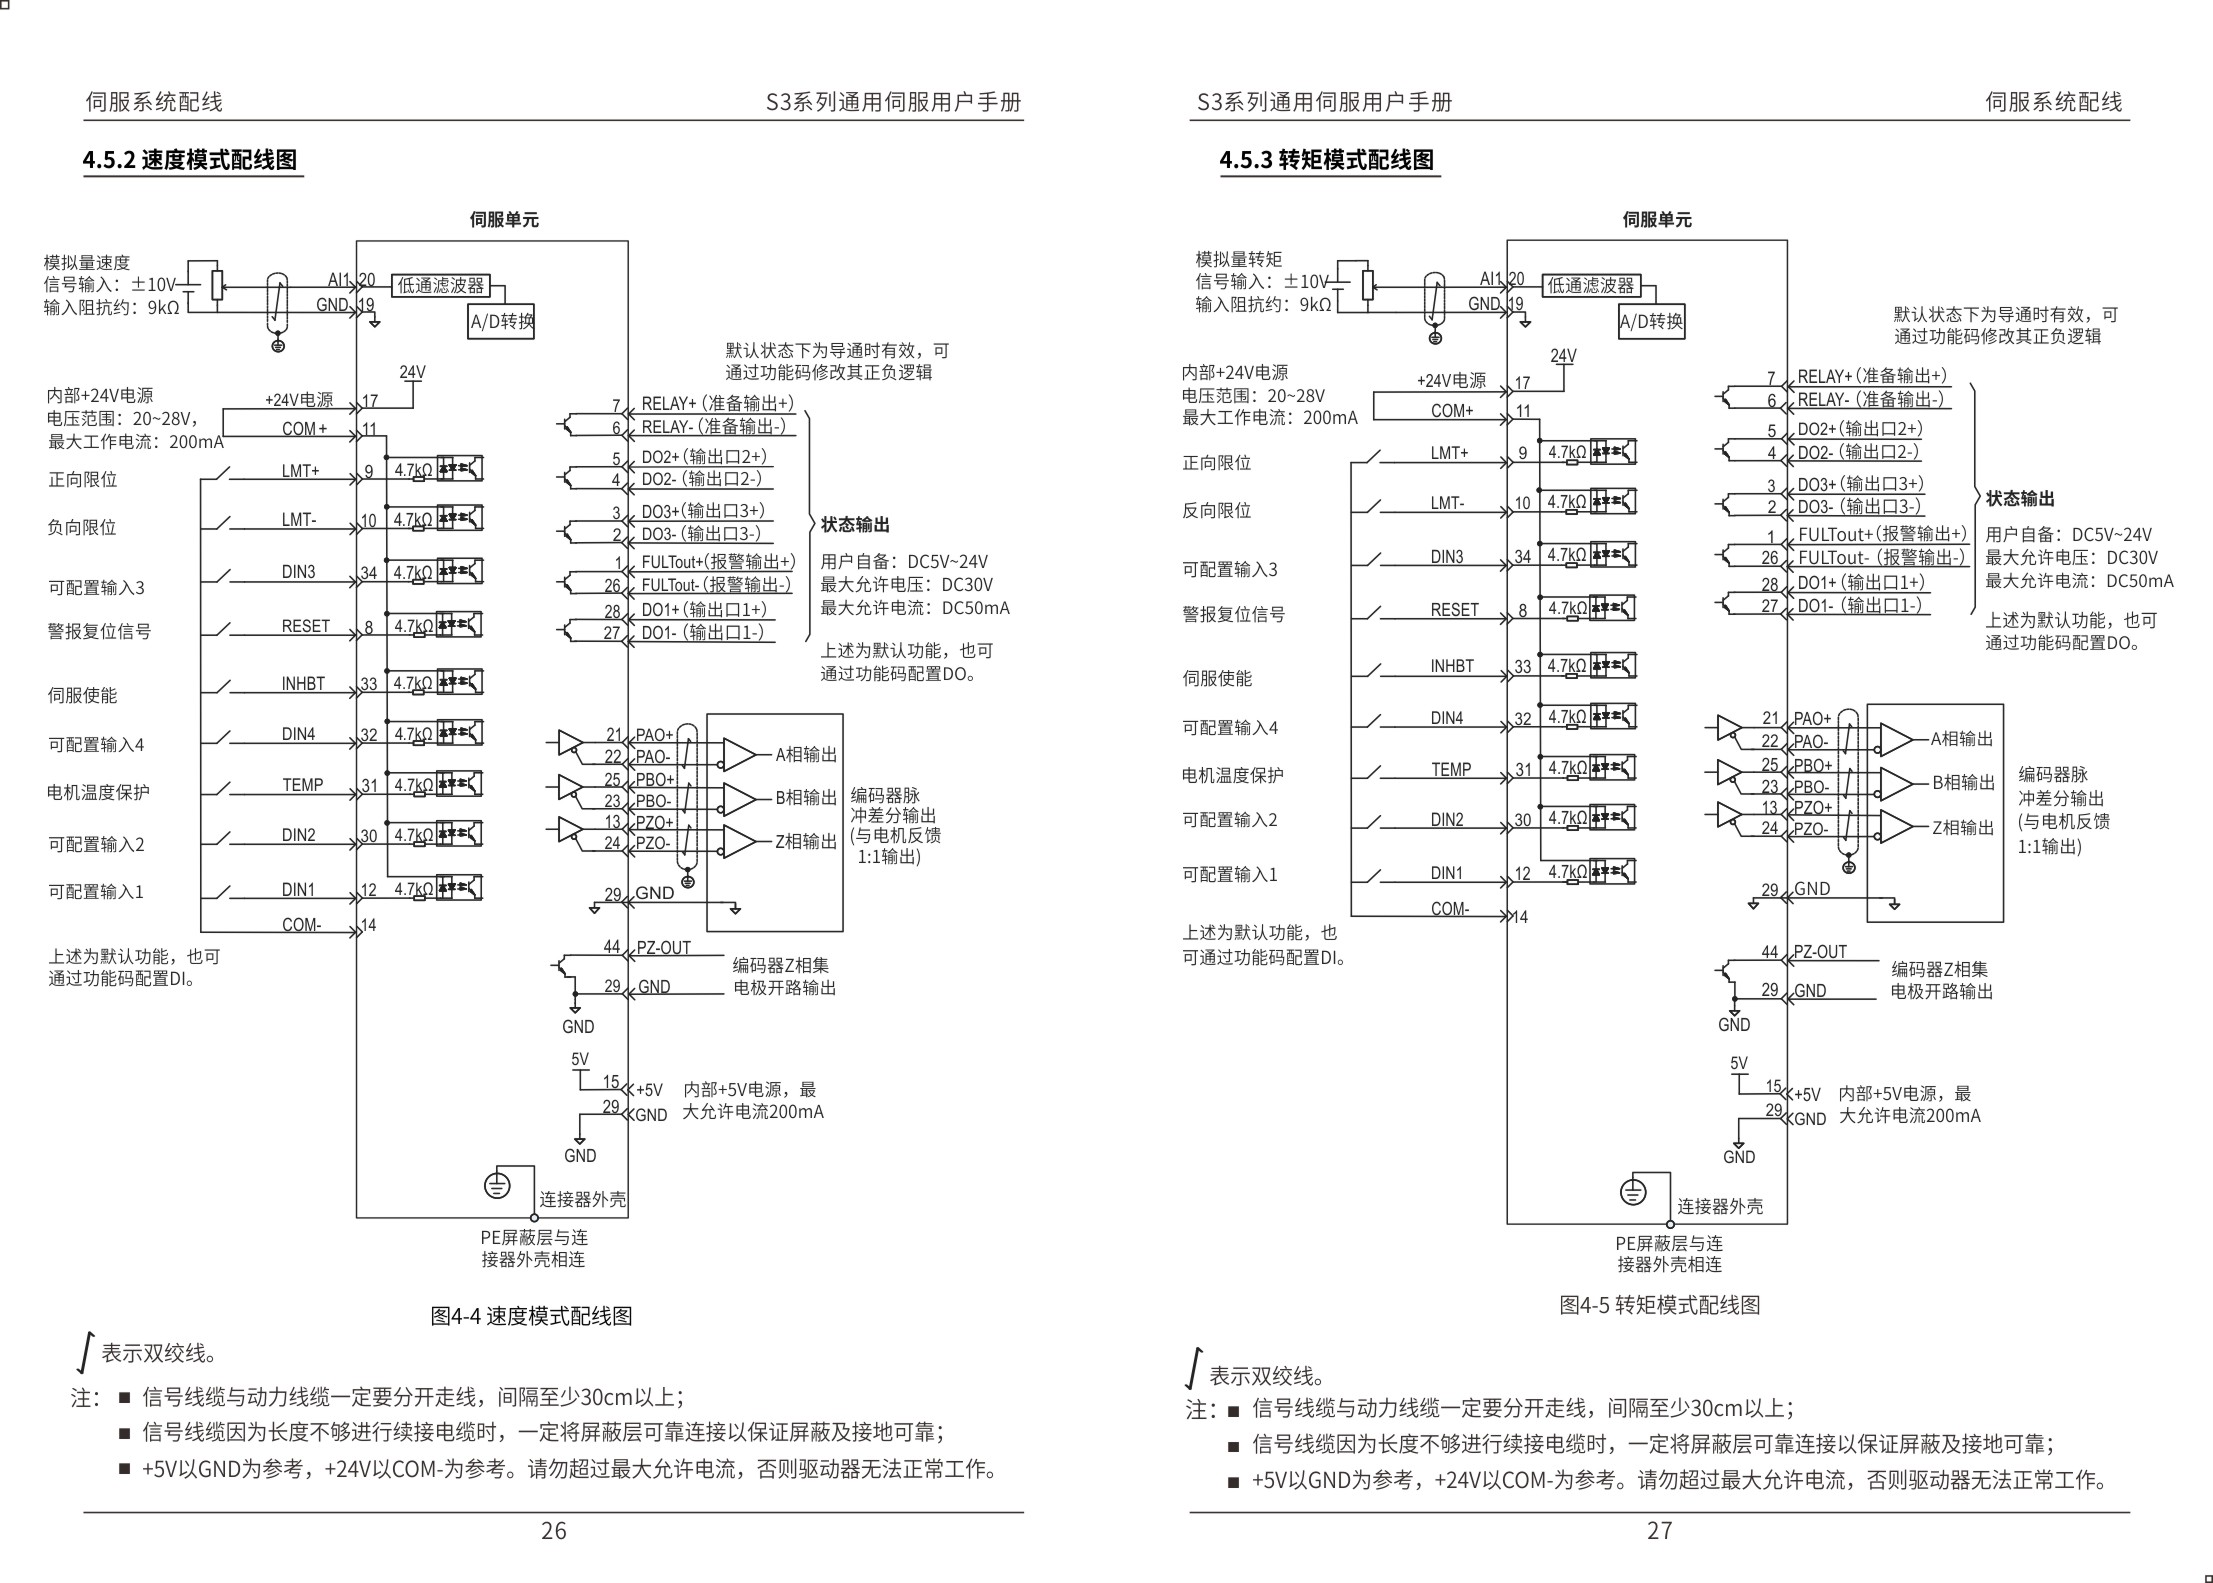 伺服系统配线
S3系列通用伺服用户手册
4.5.2 速度模式配线图
伺服单元
模拟量速度
信号输入：±10V
输入阻抗约：9kΩ
AI1 20
GND 19
低通滤波器
A/D转换
24V
内部+24V电源
电压范围：20~28V，
最大工作电流：200mA
+24V电源 17
COM + 11
正向限位 LMT+ 9 4.7kΩ
负向限位 LMT- 10 4.7kΩ
可配置输入3 DIN3 34 4.7kΩ
警报复位信号 RESET 8 4.7kΩ
伺服使能 INHBT 33 4.7kΩ
可配置输入4 DIN4 32 4.7kΩ
电机温度保护 TEMP 31 4.7kΩ
可配置输入2 DIN2 30 4.7kΩ
可配置输入1 DIN1 12 4.7kΩ
COM- 14
上述为默认功能，也可
通过功能码配置DI。
默认状态下为导通时有效，可
通过功能码修改其正负逻辑
7 RELAY+ (准备输出+)
6 RELAY- (准备输出-)
5 DO2+ (输出口2+)
4 DO2- (输出口2-)
3 DO3+ (输出口3+)
2 DO3- (输出口3-)
1 FULTout+(报警输出+)
26 FULTout- (报警输出-)
28 DO1+ (输出口1+)
27 DO1- (输出口1-)
状态输出
用户自备：DC5V~24V
最大允许电压：DC30V
最大允许电流：DC50mA
上述为默认功能，也可
通过功能码配置DO。
21 PAO+
22 PAO-
25 PBO+
23 PBO-
13 PZO+
24 PZO-
A相输出
B相输出
Z相输出
编码器脉
冲差分输出
(与电机反馈
1:1输出)
29 GND
44 PZ-OUT
29 GND
编码器Z相集
电极开路输出
GND
5V
15 +5V
29 GND
内部+5V电源，最
大允许电流200mA
GND
连接器外壳
PE屏蔽层与连
接器外壳相连
图4-4 速度模式配线图
表示双绞线。
注：■ 信号线缆与动力线缆一定要分开走线，间隔至少30cm以上；
■ 信号线缆因为长度不够进行续接电缆时，一定将屏蔽层可靠连接以保证屏蔽及接地可靠；
■ +5V以GND为参考，+24V以COM-为参考。请勿超过最大允许电流，否则驱动器无法正常工作。
26
S3系列通用伺服用户手册
伺服系统配线
4.5.3 转矩模式配线图
伺服单元
模拟量转矩
信号输入：±10V
输入阻抗约：9kΩ
AI1 20
GND 19
低通滤波器
A/D转换
24V
内部+24V电源
电压范围：20~28V
最大工作电流：200mA
+24V电源 17
COM+ 11
正向限位 LMT+ 9 4.7kΩ
反向限位 LMT- 10 4.7kΩ
可配置输入3 DIN3 34 4.7kΩ
警报复位信号 RESET 8 4.7kΩ
伺服使能 INHBT 33 4.7kΩ
可配置输入4 DIN4 32 4.7kΩ
电机温度保护 TEMP 31 4.7kΩ
可配置输入2 DIN2 30 4.7kΩ
可配置输入1 DIN1 12 4.7kΩ
COM- 14
上述为默认功能，也
可通过功能码配置DI。
默认状态下为导通时有效，可
通过功能码修改其正负逻辑
7 RELAY+ (准备输出+)
6 RELAY- (准备输出-)
5 DO2+ (输出口2+)
4 DO2- (输出口2-)
3 DO3+ (输出口3+)
2 DO3- (输出口3-)
1 FULTout+(报警输出+)
26 FULTout- (报警输出-)
28 DO1+ (输出口1+)
27 DO1- (输出口1-)
状态输出
用户自备：DC5V~24V
最大允许电压：DC30V
最大允许电流：DC50mA
上述为默认功能，也可
通过功能码配置DO。
21 PAO+
22 PAO-
25 PBO+
23 PBO-
13 PZO+
24 PZO-
A相输出
B相输出
Z相输出
编码器脉
冲差分输出
(与电机反馈
1:1输出)
29 GND
44 PZ-OUT
29 GND
编码器Z相集
电极开路输出
GND
5V
15 +5V
29 GND
内部+5V电源，最
大允许电流200mA
GND
连接器外壳
PE屏蔽层与连
接器外壳相连
图4-5 转矩模式配线图
表示双绞线。
注：■ 信号线缆与动力线缆一定要分开走线，间隔至少30cm以上；
■ 信号线缆因为长度不够进行续接电缆时，一定将屏蔽层可靠连接以保证屏蔽及接地可靠；
■ +5V以GND为参考，+24V以COM-为参考。请勿超过最大允许电流，否则驱动器无法正常工作。
27